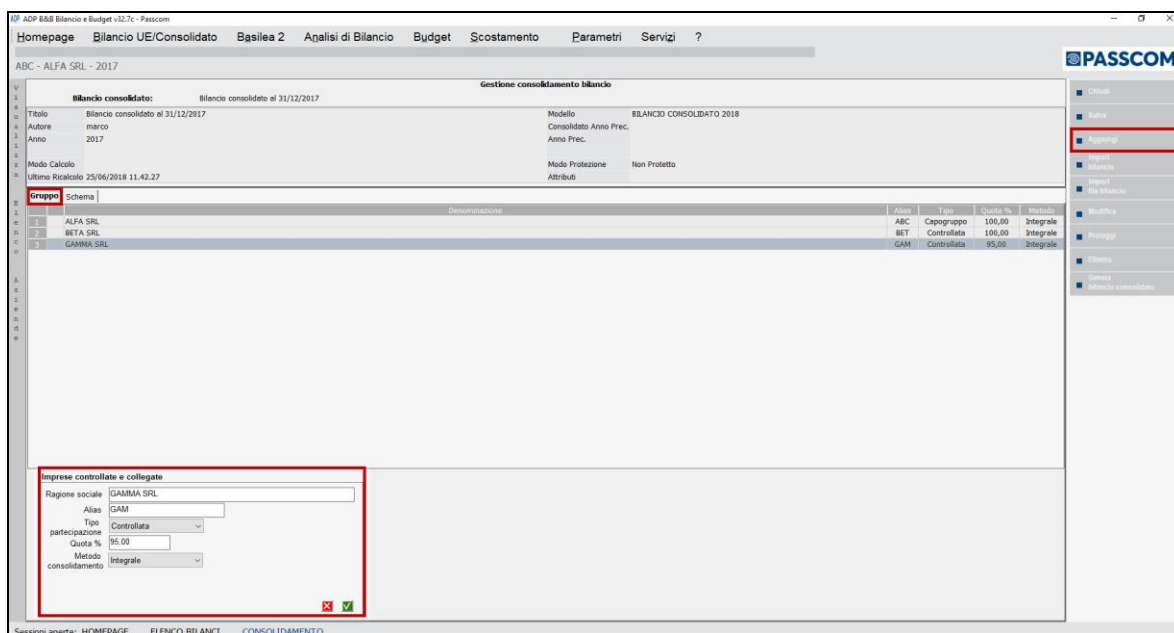 ADP B&B Bilancio e Budget v32.7c - Passcom
Homepage Bilancio UE/Consolidato Basilea 2 Analisi di Bilancio Budget Scostamento Parametri Servizi ?
ABC - ALFA SRL - 2017
PASSCOM
Gestione consolidamento bilancio
Bilancio consolidato: Bilancio consolidato al 31/12/2017
Titolo Bilancio consolidato al 31/12/2017 Modello BILANCIO CONSOLIDATO 2018
Autore marco Consolidato Anno Prec.
Anno 2017 Anno Prec.
Modo Calcolo Modo Protezione Non Protetto
Ultimo Ricalcolo 25/06/2018 11.42.27 Attributi
Gruppo Schema
Denominazione Alias Tipo Quota % Metodo
1 ALFA SRL ABC Capogruppo 100,00 Integrale
2 BETA SRL BET Controllata 100,00 Integrale
3 GAMMA SRL GAM Controllata 95,00 Integrale
Chiudi
Salva
Aggiungi
Import
bilancio
Import
file bilancio
Modifica
Proteggi
Elimina
Genera
bilancio consolidato
Visualizza Elenco Aziende
Imprese controllate e collegate
Ragione sociale GAMMA SRL
Alias GAM
Tipo
partecipazione Controllata
Quota % 95,00
Metodo
consolidamento Integrale
Sessioni aperte: HOMEPAGE ELENCO BILANCI CONSOLIDAMENTO